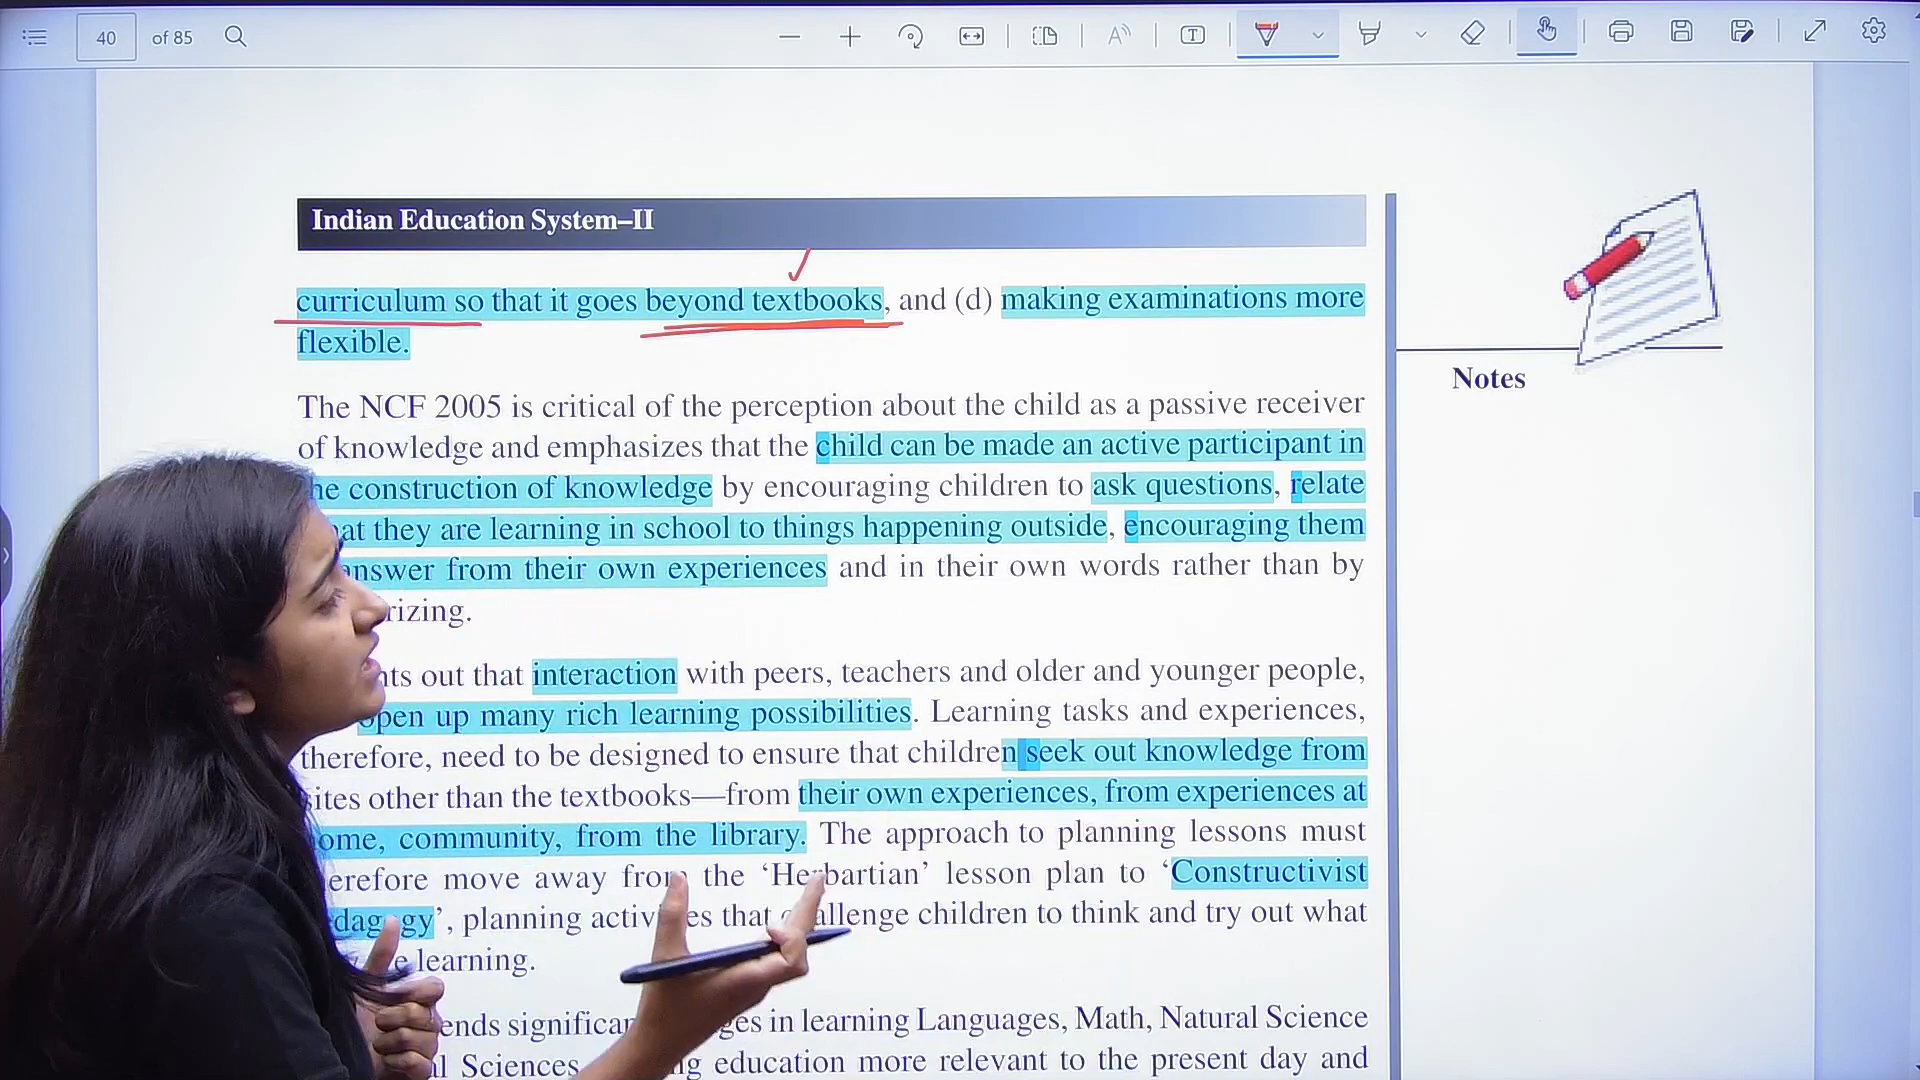 40 of 85
Indian Education System–II
curriculum so that it goes beyond textbooks, and (d) making examinations more
flexible.
Notes
The NCF 2005 is critical of the perception about the child as a passive receiver
of knowledge and emphasizes that the child can be made an active participant in
he construction of knowledge by encouraging children to ask questions, relate
at they are learning in school to things happening outside, encouraging them
answer from their own experiences and in their own words rather than by
rizing.
nts out that interaction with peers, teachers and older and younger people,
open up many rich learning possibilities. Learning tasks and experiences,
therefore, need to be designed to ensure that children seek out knowledge from
sites other than the textbooks—from their own experiences, from experiences at
ome, community, from the library. The approach to planning lessons must
erefore move away from the ‘Herbartian’ lesson plan to ‘Constructivist
dagogy’, planning activities that challenge children to think and try out what
e learning.
ends significan ges in learning Languages, Math, Natural Science
al Sciences ng education more relevant to the present day and